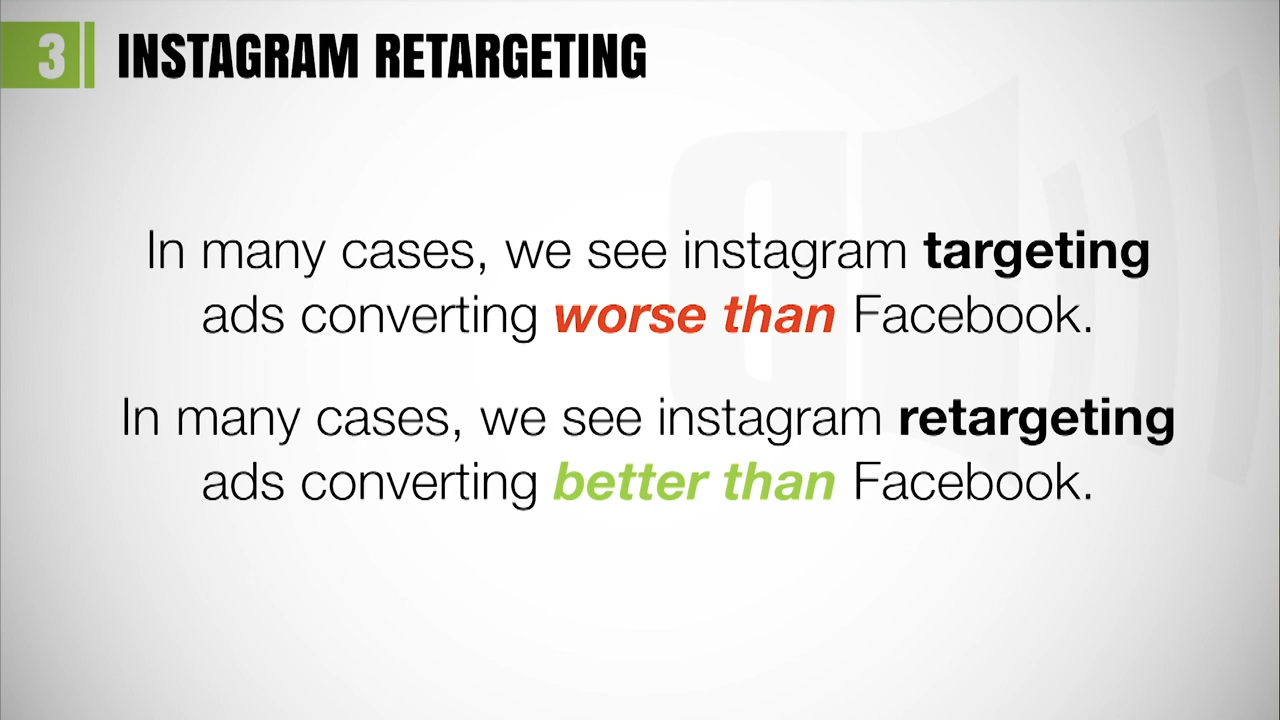 3 INSTAGRAM RETARGETING
In many cases, we see instagram targeting
ads converting worse than Facebook.
In many cases, we see instagram retargeting
ads converting better than Facebook.